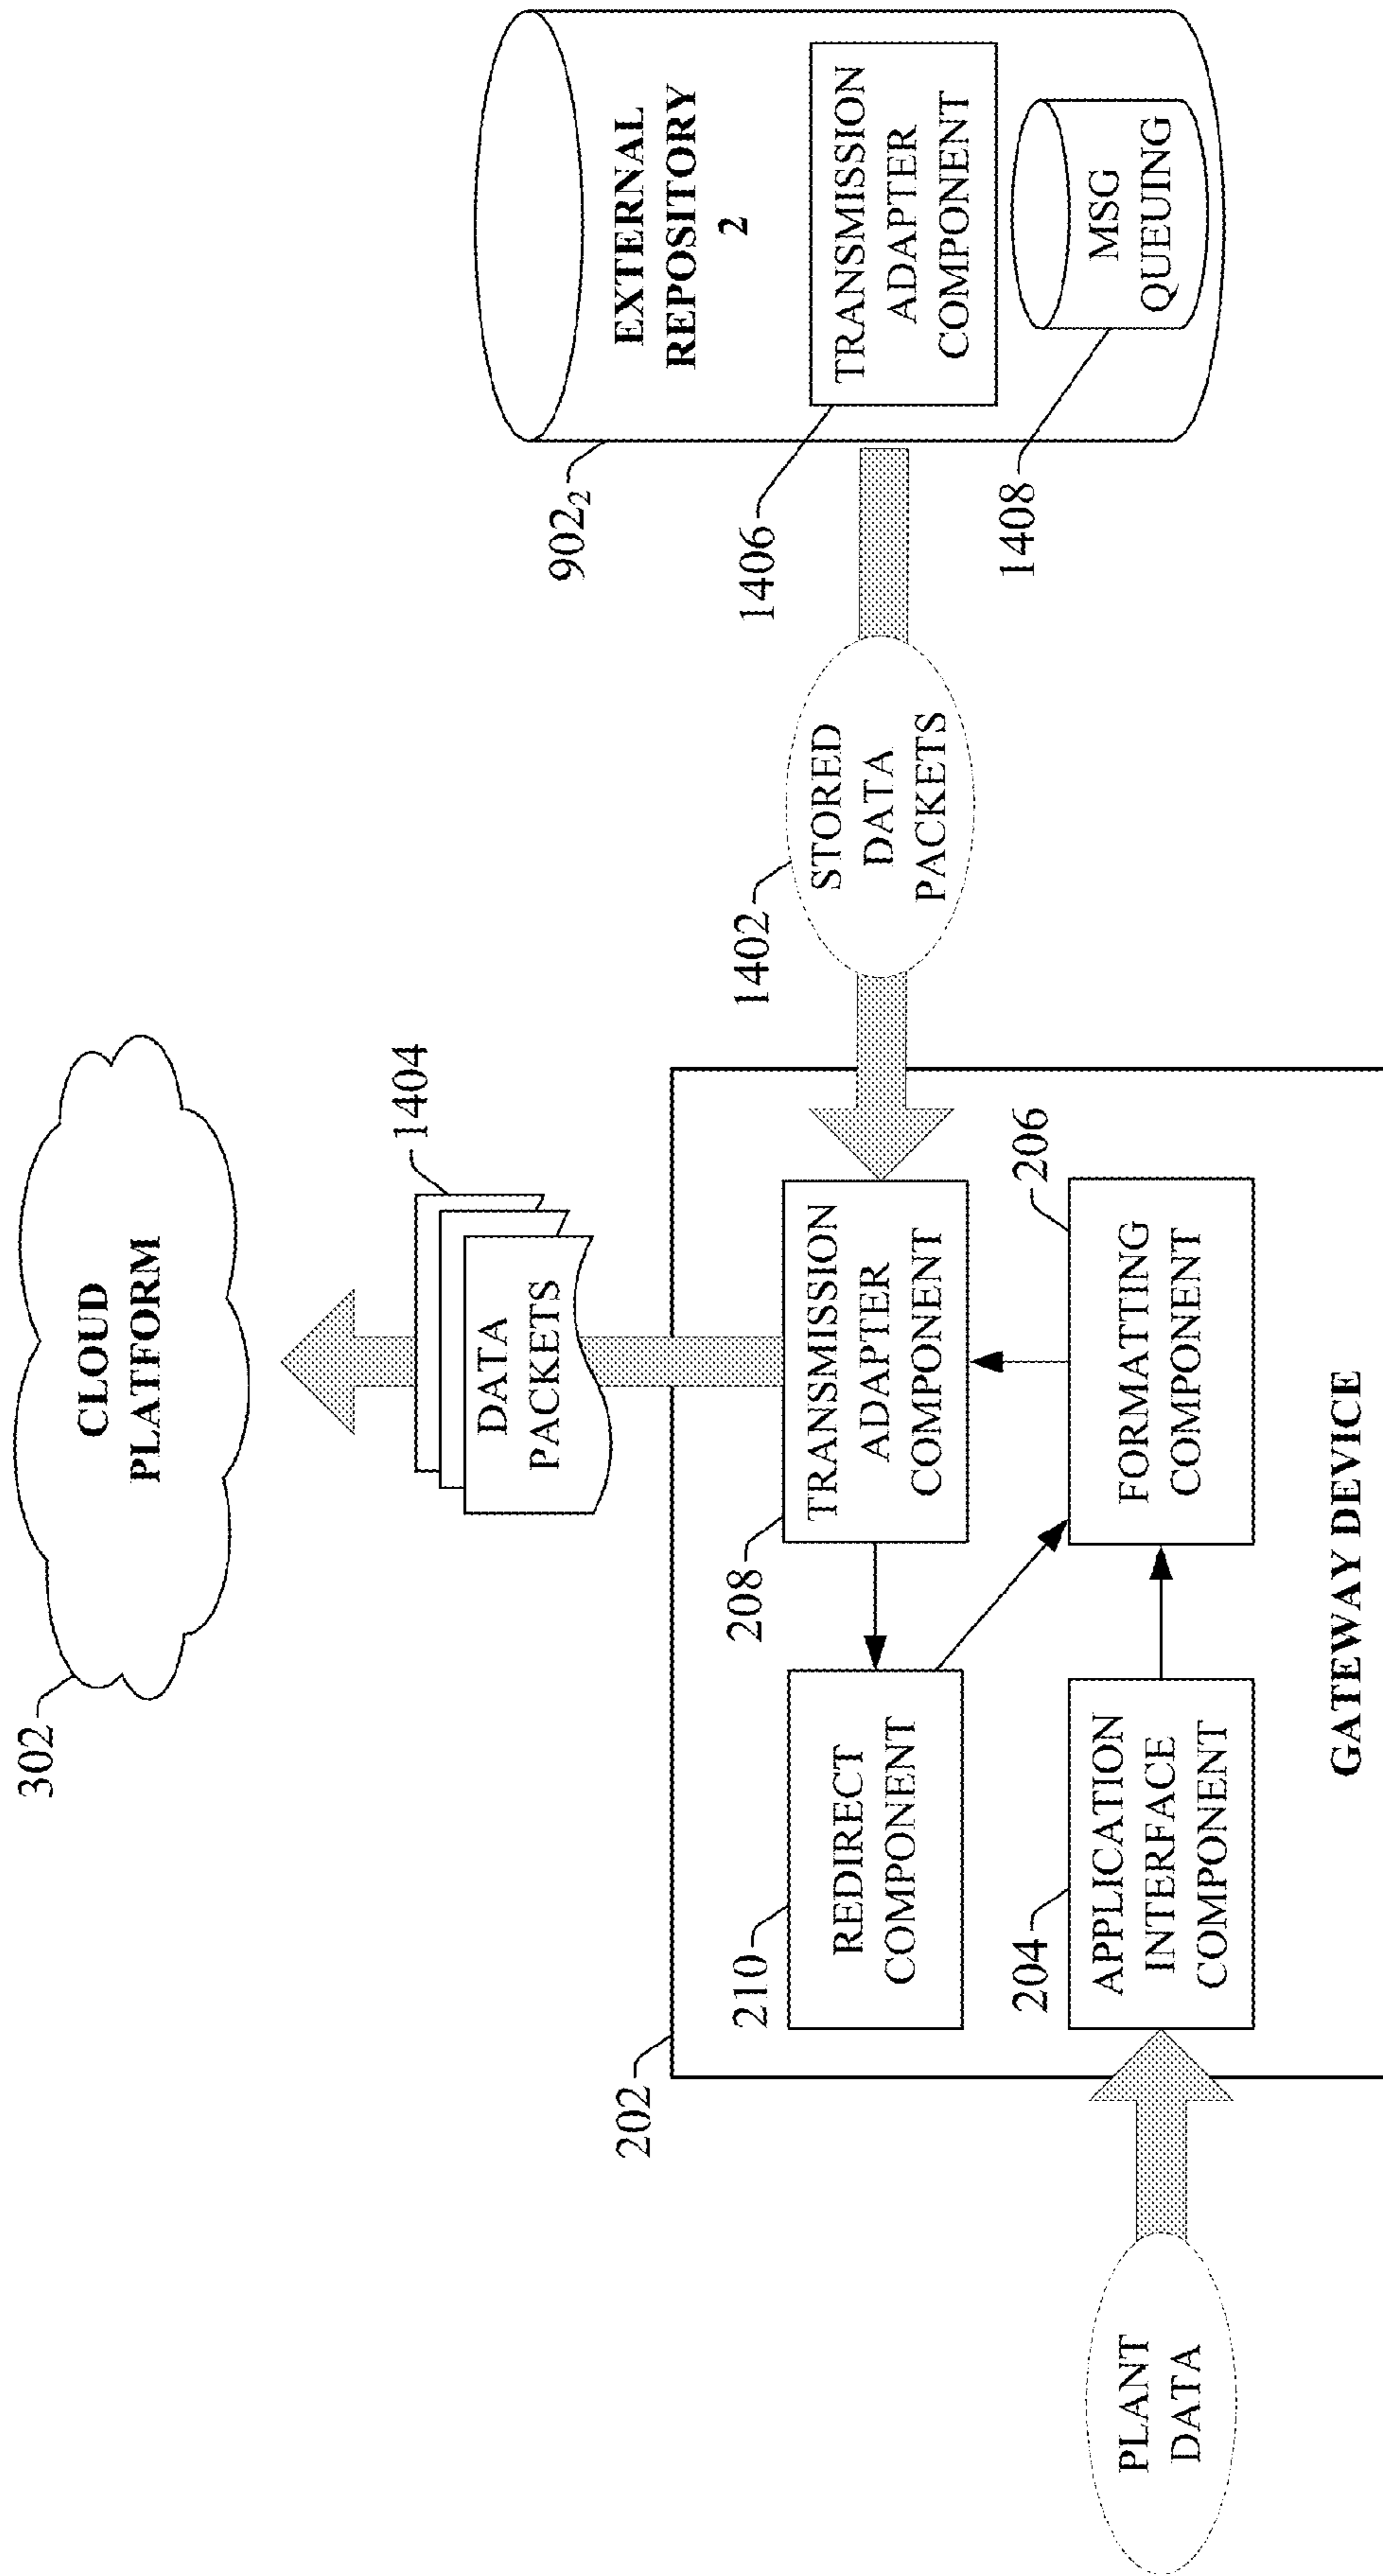 302
CLOUD
PLATFORM
1404
DATA
PACKETS
202
210
REDIRECT
COMPONENT
208
TRANSMISSION
ADAPTER
COMPONENT
204
APPLICATION
INTERFACE
COMPONENT
206
FORMATTING
COMPONENT
GATEWAY DEVICE
PLANT
DATA
1402
STORED
DATA
PACKETS
902₂
EXTERNAL
REPOSITORY
2
1406
TRANSMISSION
ADAPTER
COMPONENT
1408
MSG
QUEUING